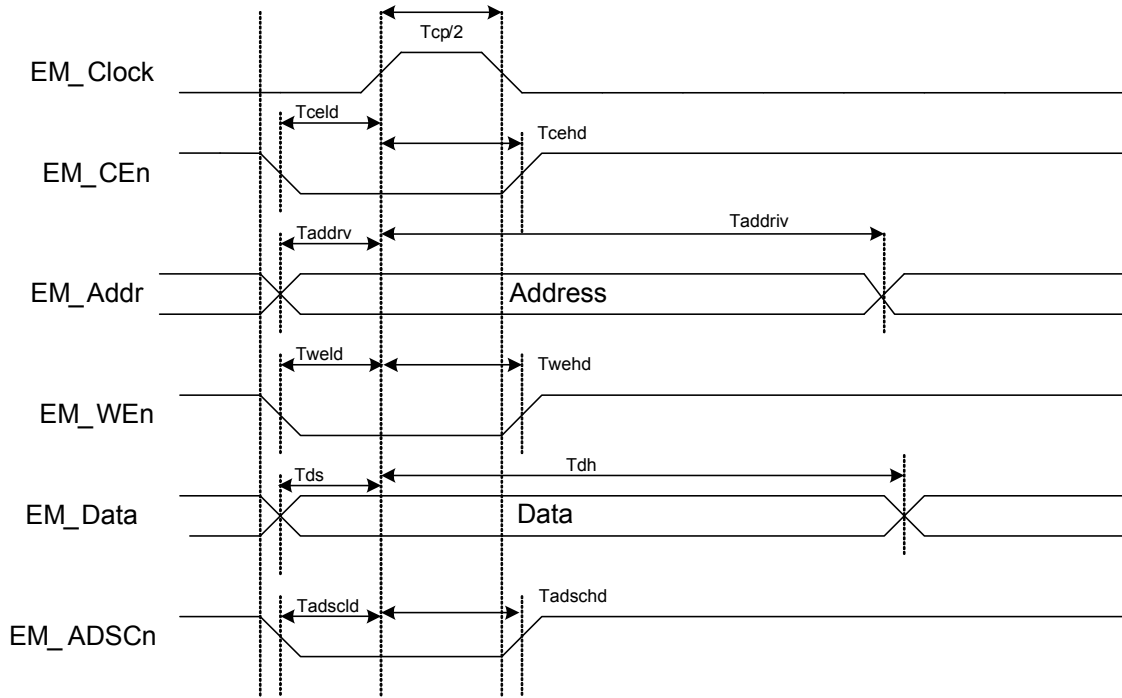 Tcp/2
EM_Clock
Tceld
Tcehd
EM_CEn
Taddrv
Taddriv
EM_Addr
Address
Tweld
Twehd
EM_WEn
Tdh
Tds
EM_Data
Data
Tadscld
Tadschd
EM_ADSCn